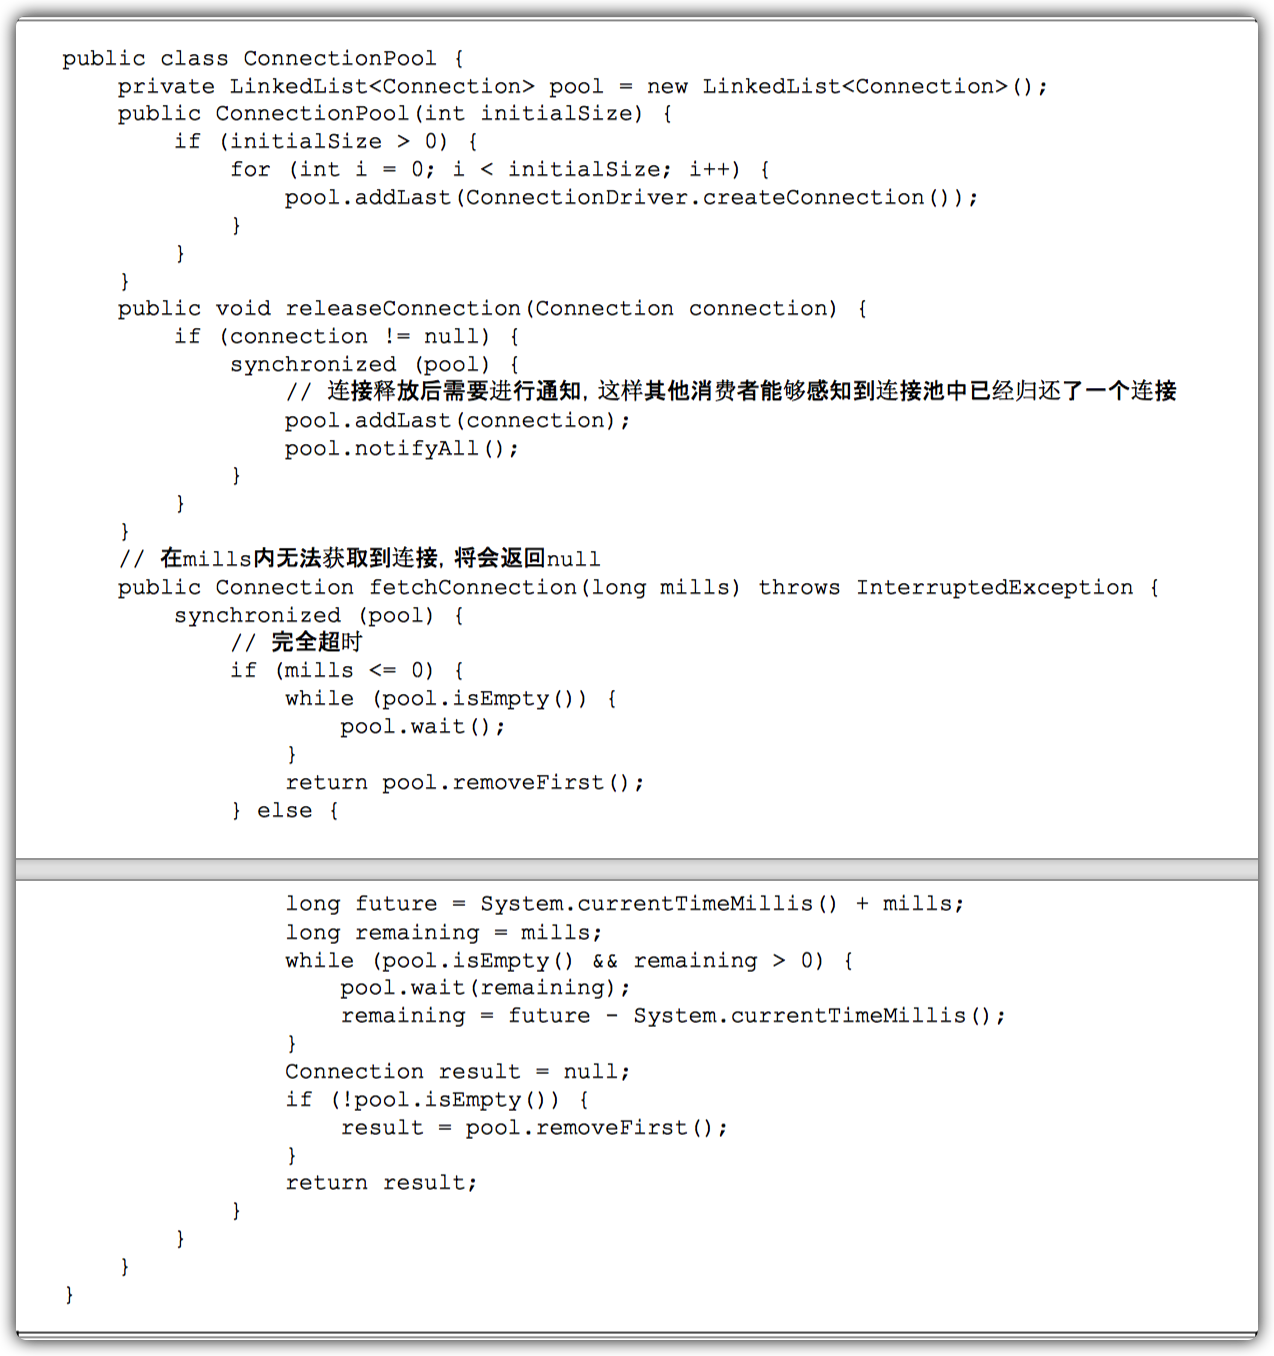 public class ConnectionPool {
    private LinkedList<Connection> pool = new LinkedList<Connection>();
    public ConnectionPool(int initialSize) {
        if (initialSize > 0) {
            for (int i = 0; i < initialSize; i++) {
                pool.addLast(ConnectionDriver.createConnection());
            }
        }
    }
    public void releaseConnection(Connection connection) {
        if (connection != null) {
            synchronized (pool) {
                // 连接释放后需要进行通知, 这样其他消费者能够感知到连接池中已经归还了一个连接
                pool.addLast(connection);
                pool.notifyAll();
            }
        }
    }
    // 在mills内无法获取到连接, 将会返回null
    public Connection fetchConnection(long mills) throws InterruptedException {
        synchronized (pool) {
            // 完全超时
            if (mills <= 0) {
                while (pool.isEmpty()) {
                    pool.wait();
                }
                return pool.removeFirst();
            } else {
                long future = System.currentTimeMillis() + mills;
                long remaining = mills;
                while (pool.isEmpty() && remaining > 0) {
                    pool.wait(remaining);
                    remaining = future - System.currentTimeMillis();
                }
                Connection result = null;
                if (!pool.isEmpty()) {
                    result = pool.removeFirst();
                }
                return result;
            }
        }
    }
}